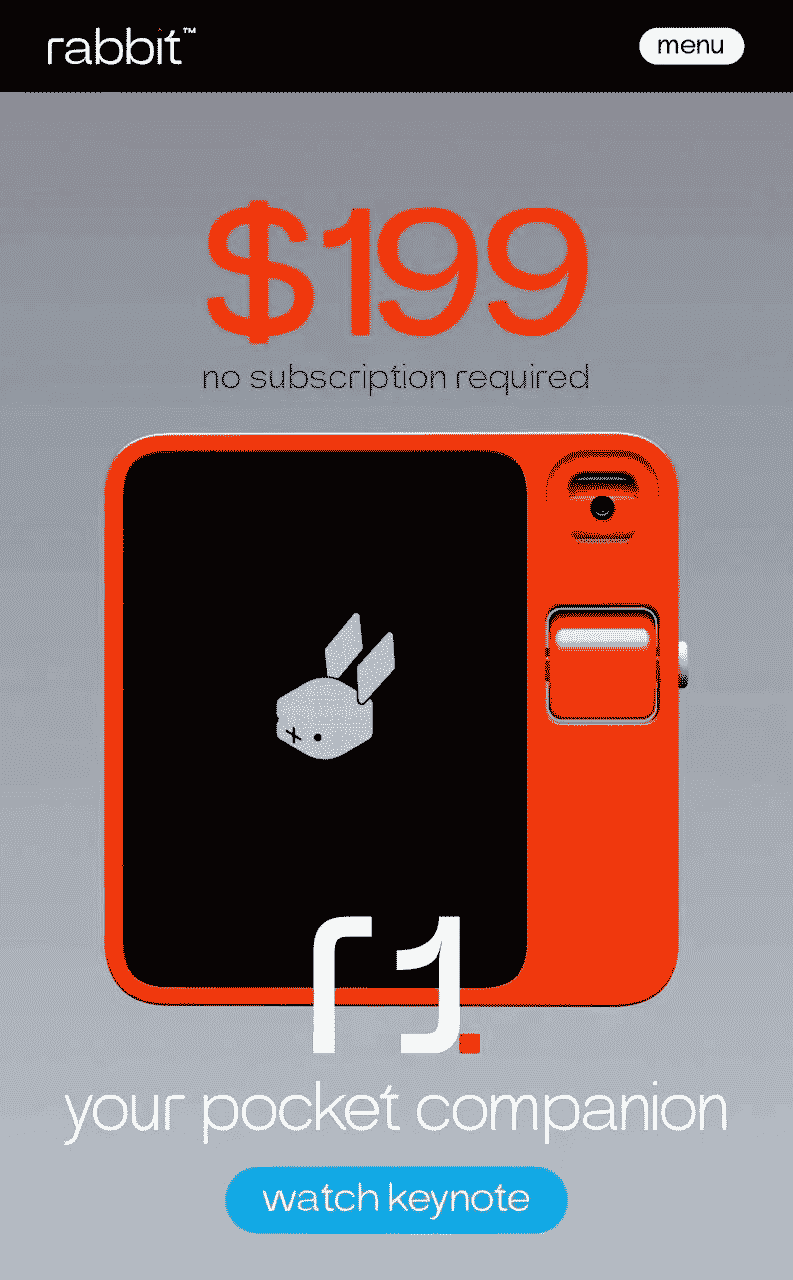 rabbit™
menu
$199
no subscription required
r1.
your pocket companion
watch keynote